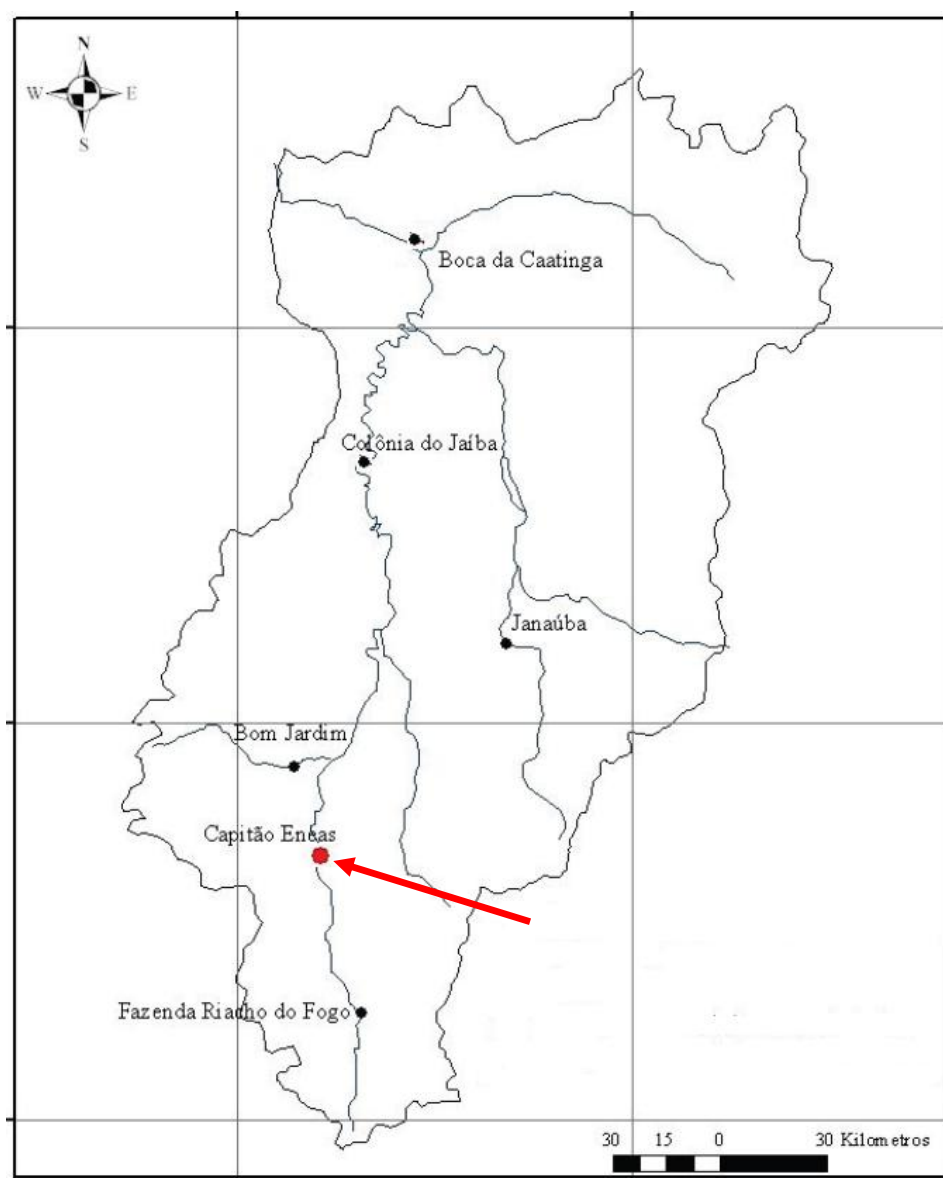 N
W E
S
Boca da Caatinga
Colônia do Jaíba
Janaúba
Bom Jardim
Capitão Eneas
Fazenda Riacho do Fogo
30 15 0 30 Kilometros